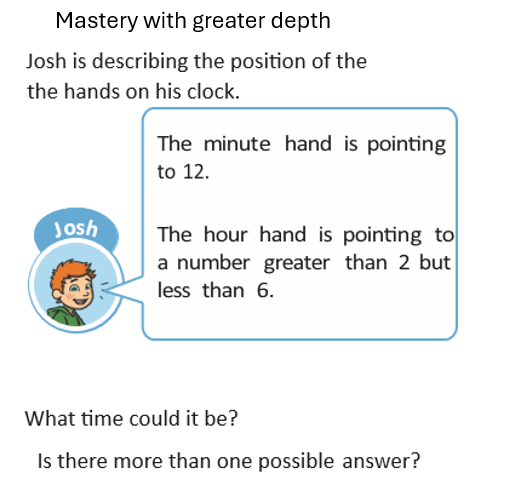 Mastery with greater depth
Josh is describing the position of the
the hands on his clock.
The minute hand is pointing
to 12.
Josh
The hour hand is pointing to
a number greater than 2 but
less than 6.
What time could it be?
Is there more than one possible answer?